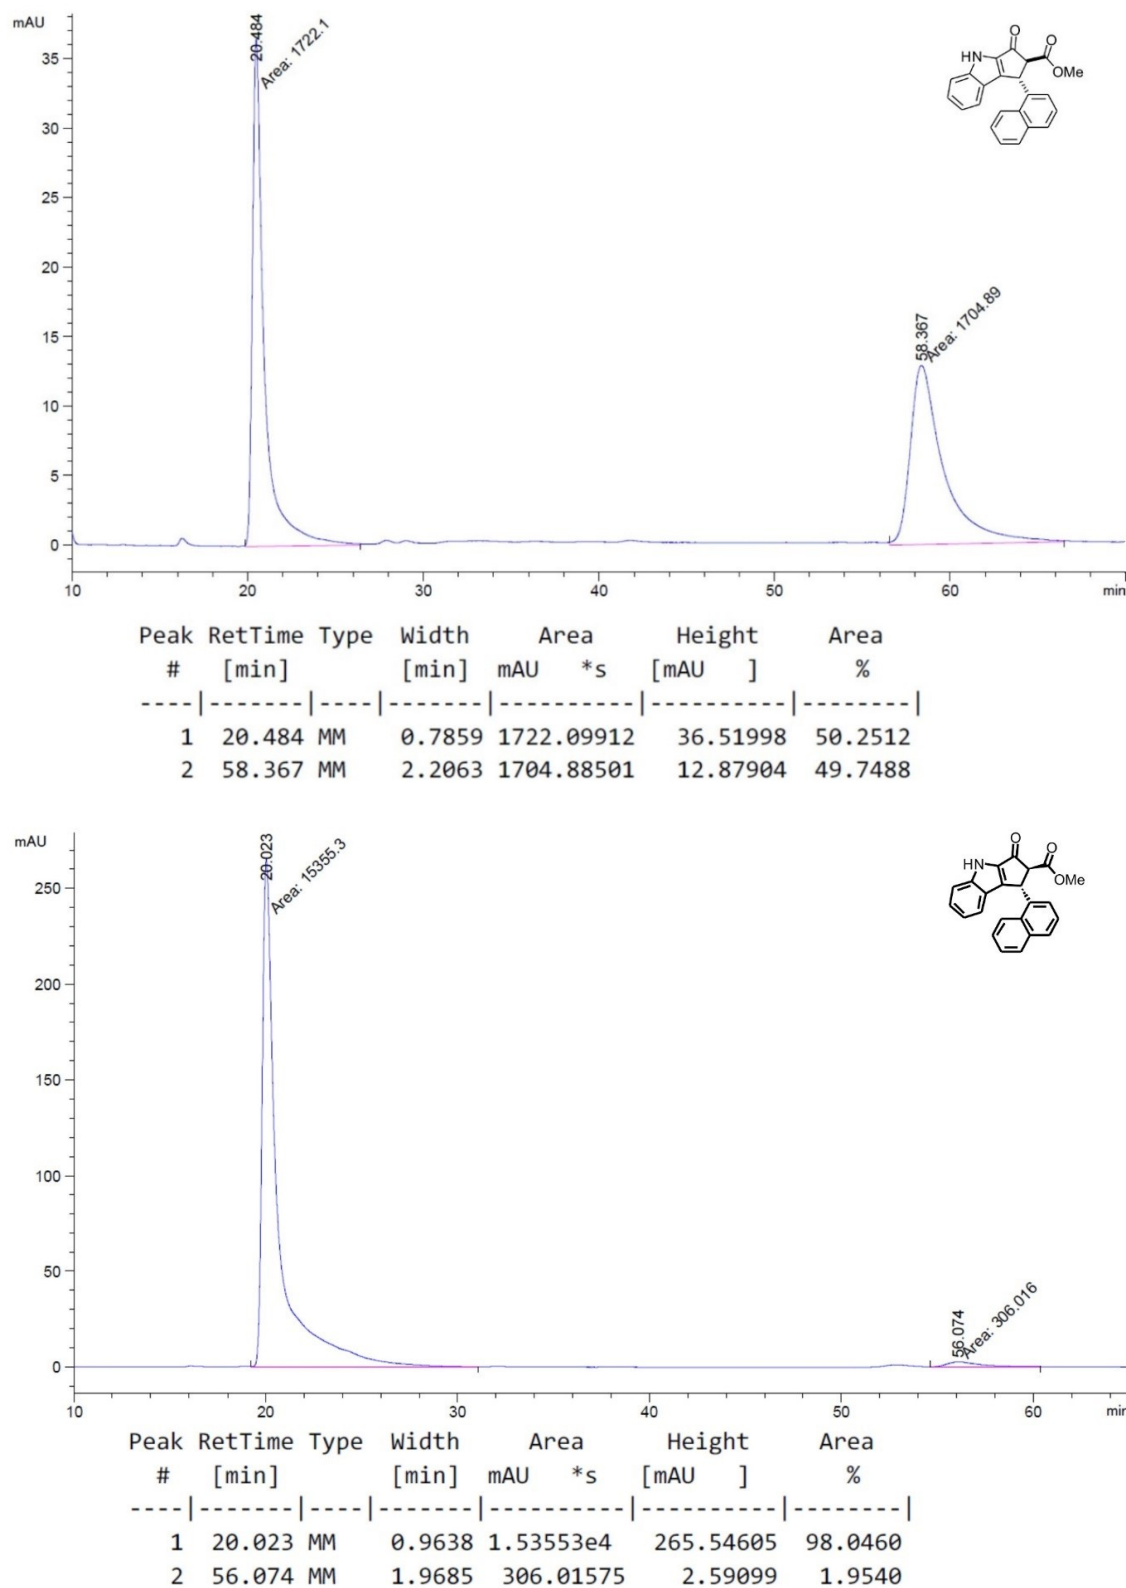 mAU
20.484
Area: 1722.1
O
HN
O
OMe
35
30
58.367
Area: 1704.89
25
20
15
10
5
0
10 20 30 40 50 60 min
Peak RetTime Type Width Area Height Area
# [min] [min] mAU *s [mAU ] %
----|-------|----|-------|----------|----------|--------|
1 20.484 MM 0.7859 1722.09912 36.51998 50.2512
2 58.367 MM 2.2063 1704.88501 12.87904 49.7488
mAU
20.023
Area: 15355.3
O
HN
O
OMe
250
200
150
100
50
56.074
Area: 306.016
0
10 20 30 40 50 60 min
Peak RetTime Type Width Area Height Area
# [min] [min] mAU *s [mAU ] %
----|-------|----|-------|----------|----------|--------|
1 20.023 MM 0.9638 1.53553e4 265.54605 98.0460
2 56.074 MM 1.9685 306.01575 2.59099 1.9540